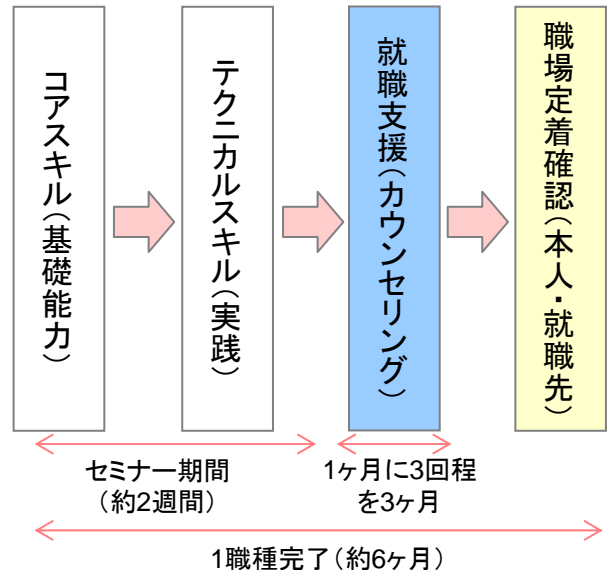 コアスキル（基礎能力）
テクニカルスキル（実践）
就職支援（カウンセリング）
職場定着確認（本人・就職先）
セミナー期間
（約2週間）
1ヶ月に3回程
を3ヶ月
1職種完了（約6ヶ月）